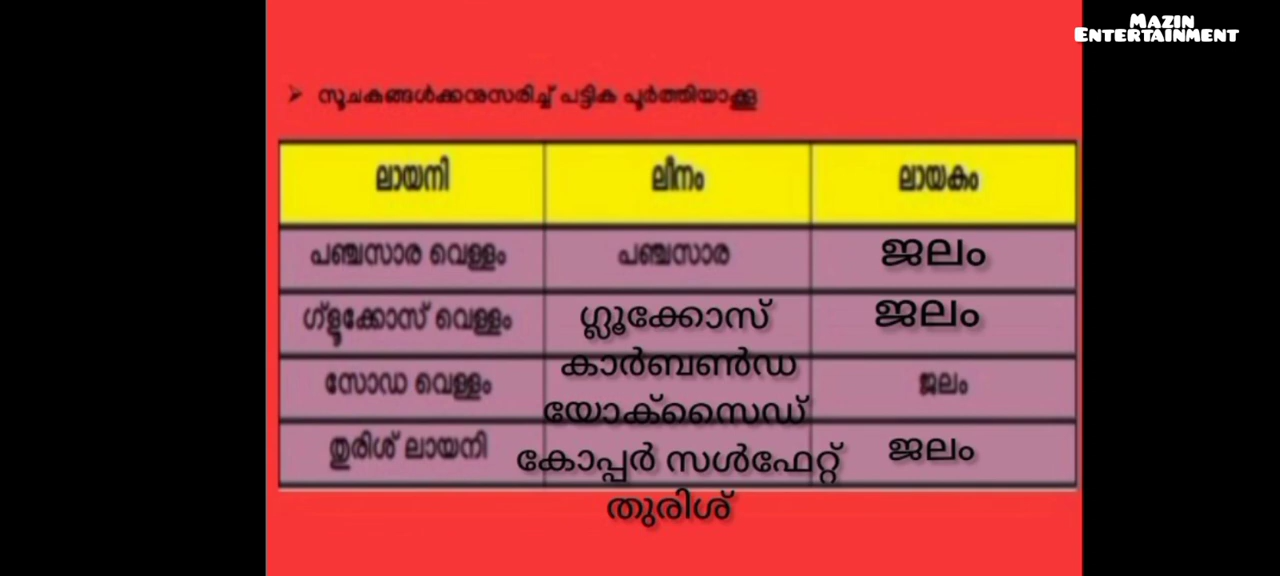 MAZIN
ENTERTAINMENT
➢ സൂചകങ്ങൾക്കനുസരിച്ച് പട്ടിക പൂർത്തിയാക്കൂ
ലായനി ലീനം ലായകം
പഞ്ചസാര വെള്ളം പഞ്ചസാര ജലം
ഗ്ളൂക്കോസ് വെള്ളം ഗ്ലൂക്കോസ് ജലം
സോഡ വെള്ളം കാർബൺഡ ജലം
യോക്സൈഡ്
തുരിശ് ലായനി കോപ്പർ സൾഫേറ്റ് ജലം
തുരിശ്